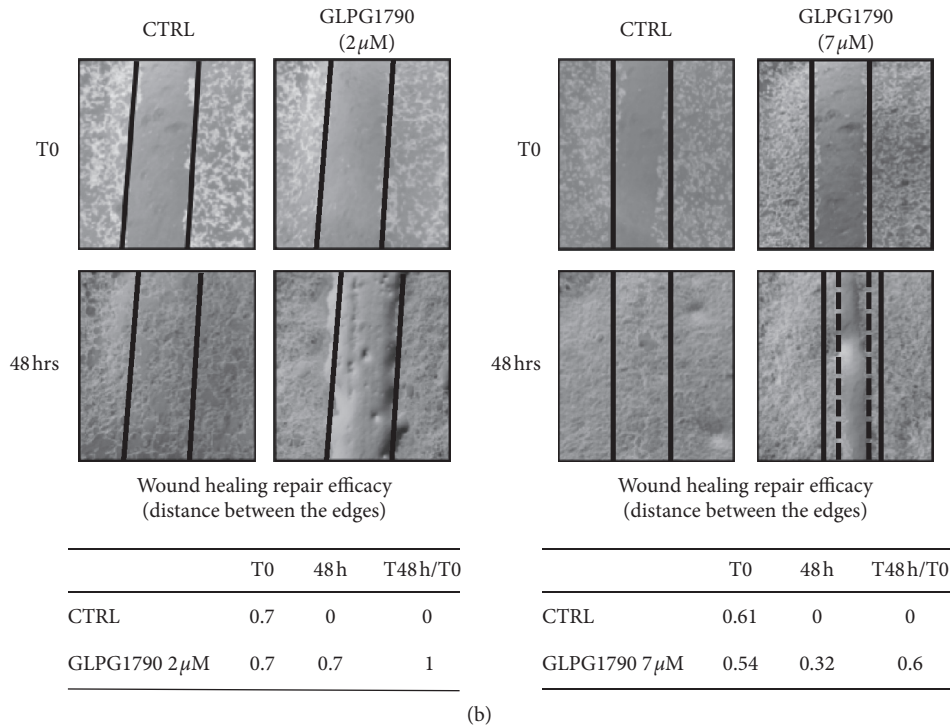 CTRL
GLPG1790
(2 μM)
T0
48 hrs
Wound healing repair efficacy
(distance between the edges)
T0 48 h T48 h/T0
CTRL 0.7 0 0
GLPG1790 2 μM 0.7 0.7 1
CTRL
GLPG1790
(7 μM)
T0
48 hrs
Wound healing repair efficacy
(distance between the edges)
T0 48 h T48 h/T0
CTRL 0.61 0 0
GLPG1790 7 μM 0.54 0.32 0.6
(b)